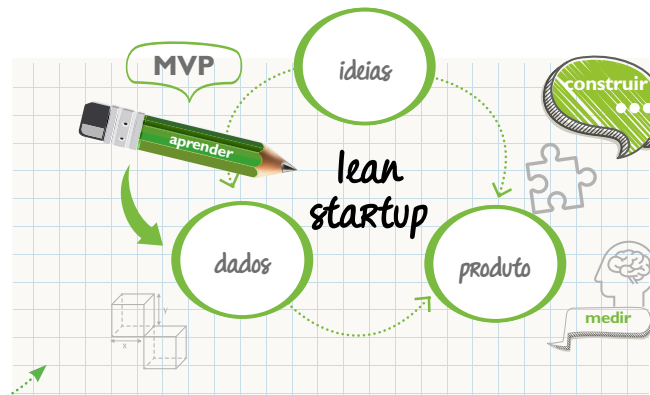 MVP
ideias
construir
aprender
lean
startup
dados
produto
y
x
medir